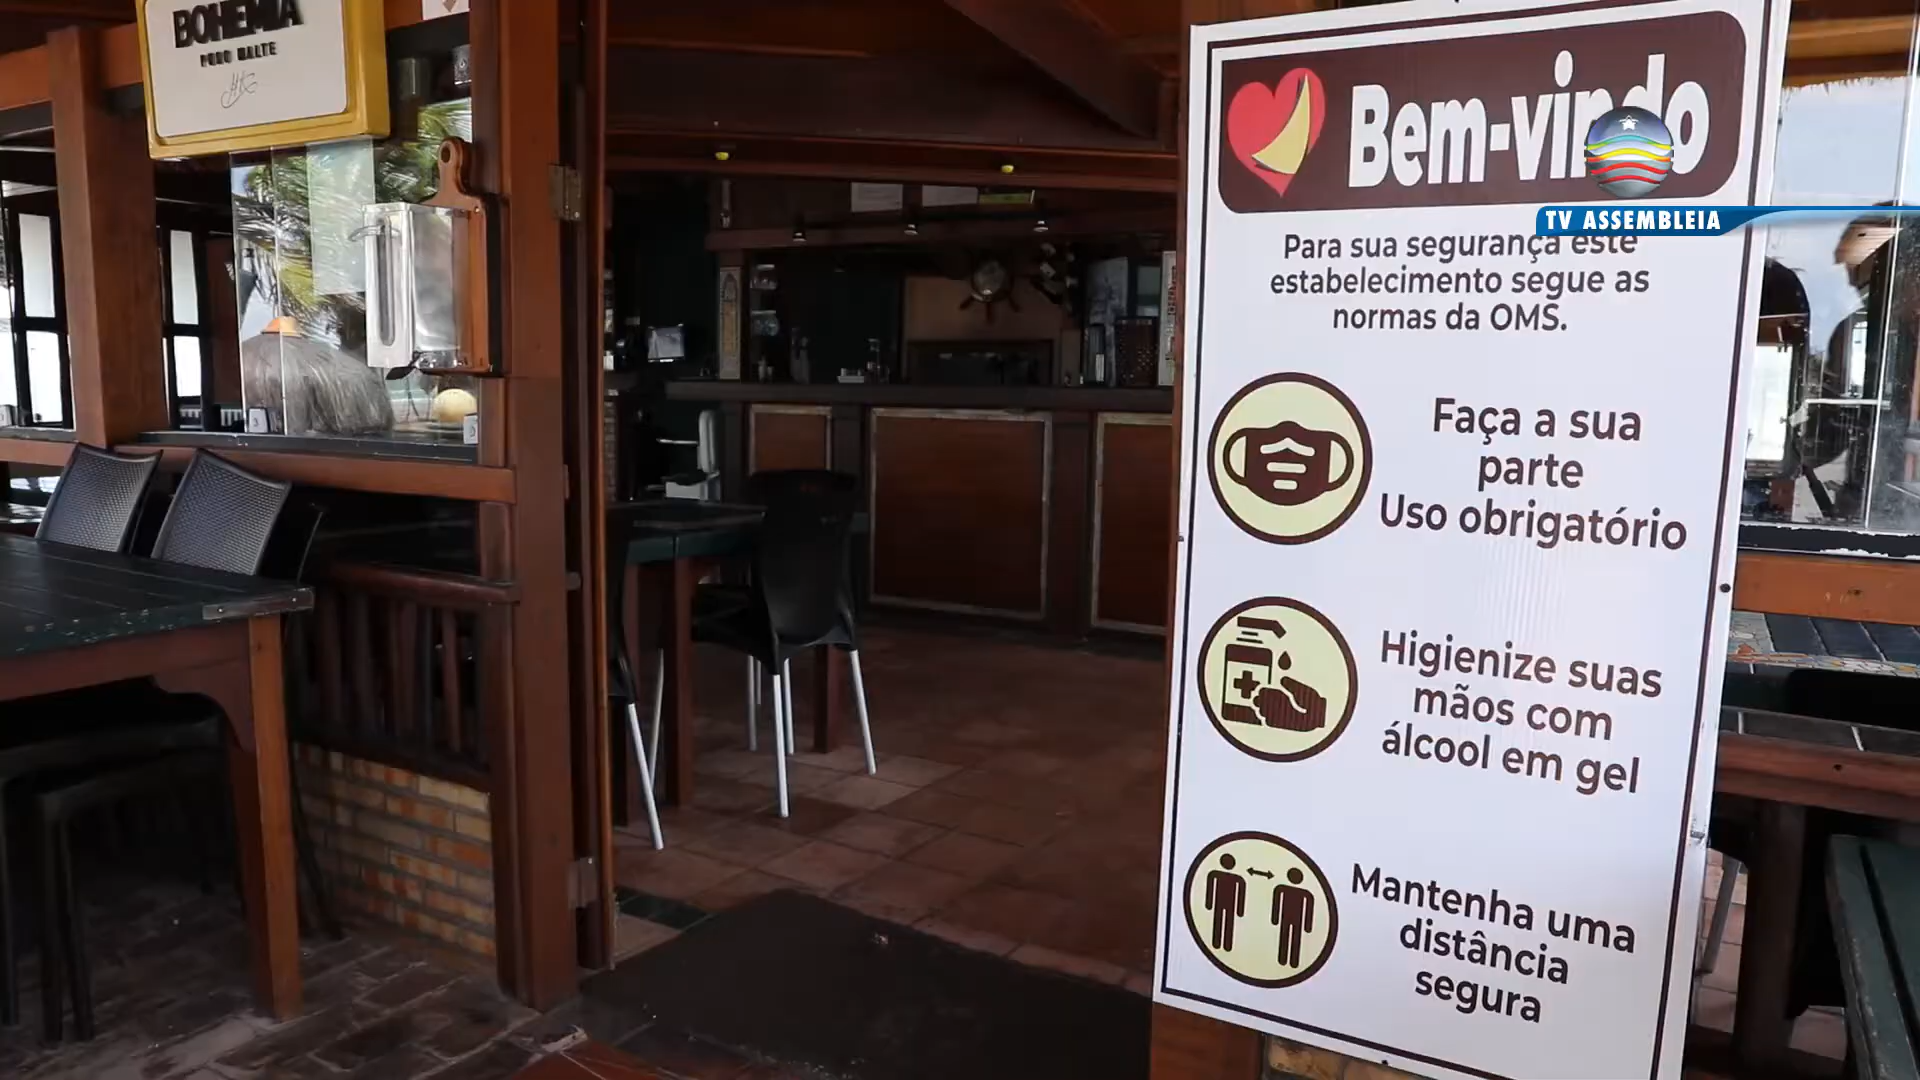 BOHEMIA
PURO MALTE
Bem-vindo
TV ASSEMBLEIA
Para sua segurança este
estabelecimento segue as
normas da OMS.
Faça a sua
parte
Uso obrigatório
Higienize suas
mãos com
álcool em gel
Mantenha uma
distância
segura